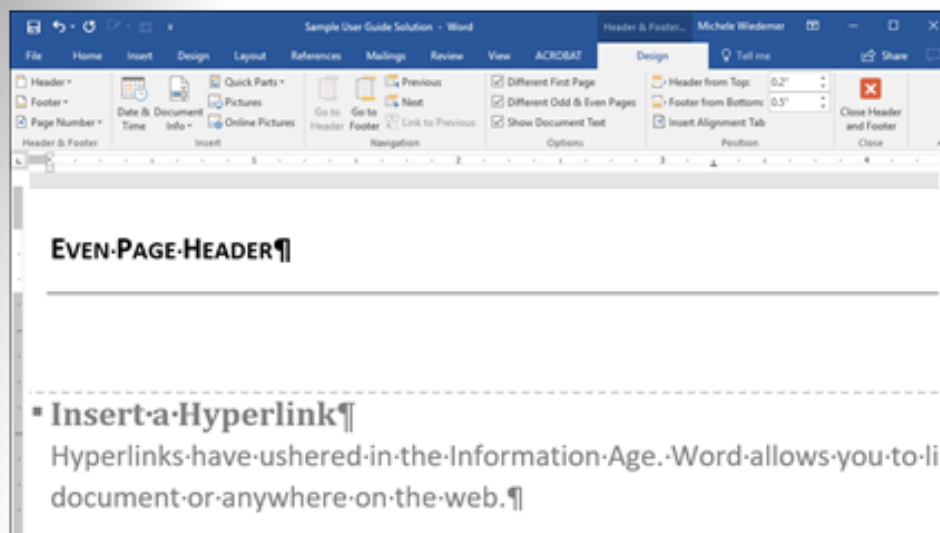 Sample User Guide Solution - Word
Header & Footer...
Michele Wiedemer
File Home Insert Design Layout References Mailings Review View ACROBAT Design Tell me Share
Header
Footer
Page Number
Header & Footer
Date & Time
Document Info
Quick Parts
Pictures
Online Pictures
Insert
Go to Header
Go to Footer
Previous
Next
Link to Previous
Navigation
Different First Page
Different Odd & Even Pages
Show Document Text
Options
Header from Top: 0.2"
Footer from Bottom: 0.5"
Insert Alignment Tab
Position
Close Header and Footer
Close
1 2 3 4
EVEN·PAGE·HEADER¶
Insert·a·Hyperlink¶
Hyperlinks·have·ushered·in·the·Information·Age.·Word·allows·you·to·li
document·or·anywhere·on·the·web.¶